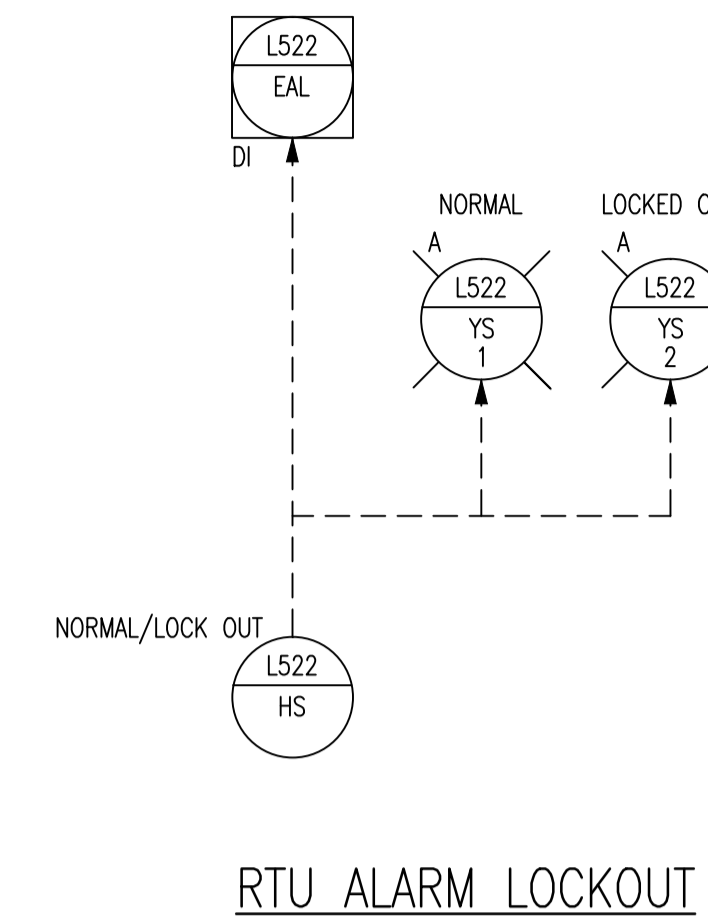 L522
EAL
DI
NORMAL
LOCKED
A
A
L522
YS
1
L522
YS
2
NORMAL/LOCK OUT
L522
HS
RTU ALARM LOCKOUT